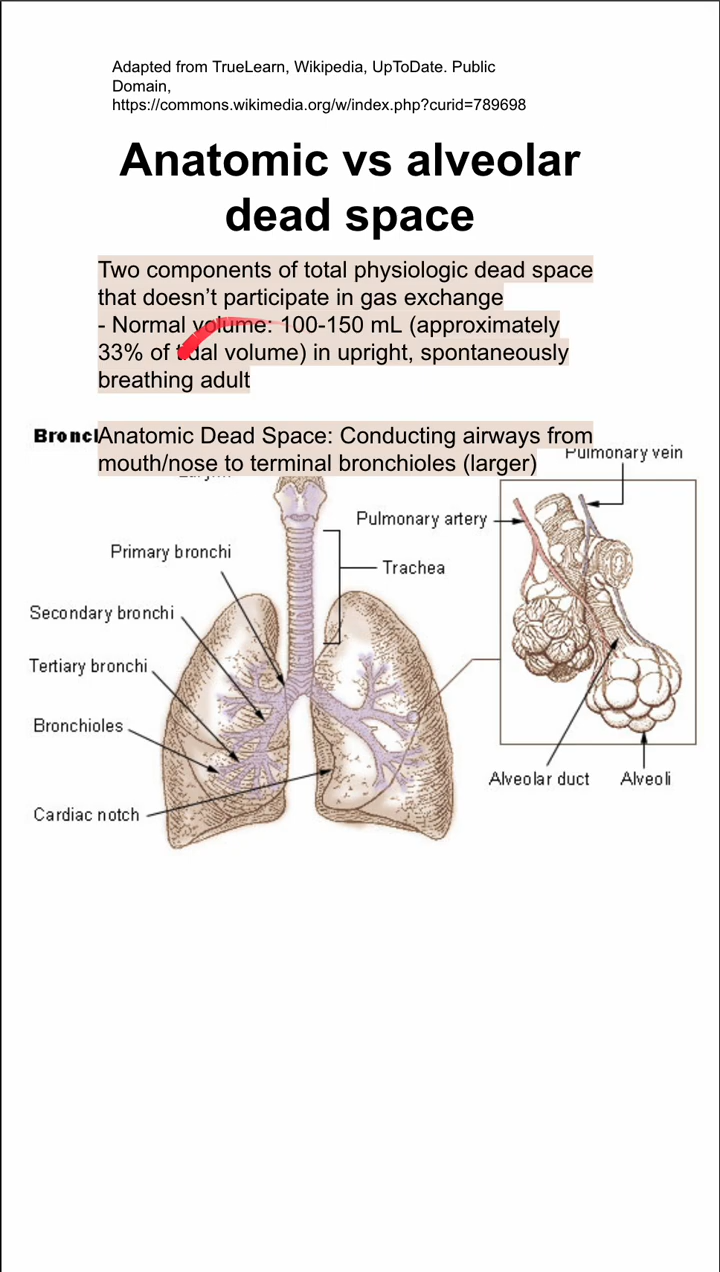 Adapted from TrueLearn, Wikipedia, UpToDate. Public
Domain,
https://commons.wikimedia.org/w/index.php?curid=789698
Anatomic vs alveolar
dead space
Two components of total physiologic dead space
that doesn’t participate in gas exchange
- Normal volume: 100-150 mL (approximately
33% of tidal volume) in upright, spontaneously
breathing adult
Anatomic Dead Space: Conducting airways from
mouth/nose to terminal bronchioles (larger)
Pulmonary vein
Pulmonary artery
Primary bronchi
Trachea
Secondary bronchi
Tertiary bronchi
Bronchioles
Alveolar duct
Alveoli
Cardiac notch